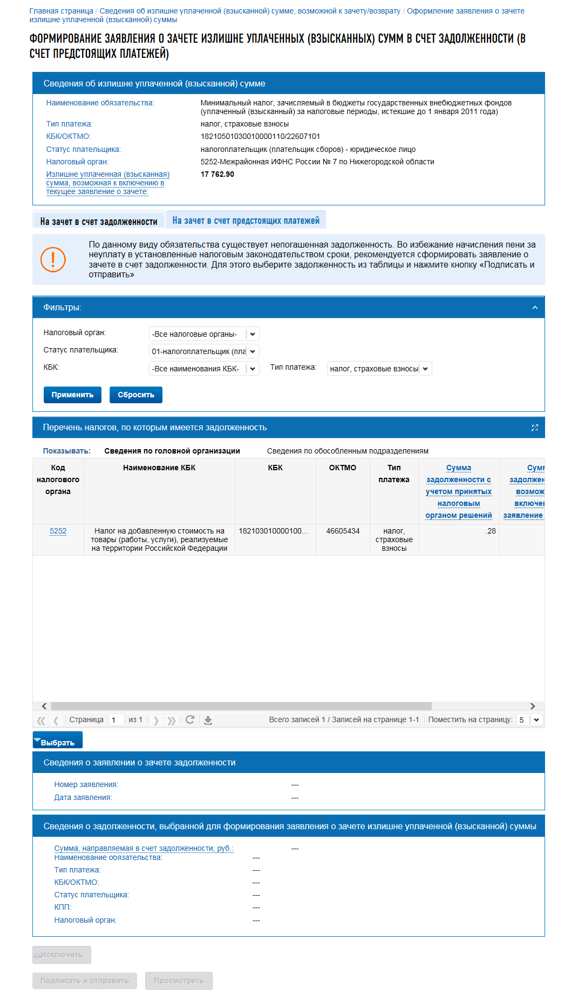 Главная страница / Сведения об излишне уплаченной (взысканной) сумме, возможной к зачету/возврату / Оформление заявления о зачете
излишне уплаченной (взысканной) суммы
ФОРМИРОВАНИЕ ЗАЯВЛЕНИЯ О ЗАЧЕТЕ ИЗЛИШНЕ УПЛАЧЕННЫХ (ВЗЫСКАННЫХ) СУММ В СЧЕТ ЗАДОЛЖЕННОСТИ (В
СЧЕТ ПРЕДСТОЯЩИХ ПЛАТЕЖЕЙ)
Сведения об излишне уплаченной (взысканной) сумме
Наименование обязательства: Минимальный налог, зачисляемый в бюджеты государственных внебюджетных фондов
(уплаченный (взысканный) за налоговые периоды, истекшие до 1 января 2011 года)
Тип платежа: налог, страховые взносы
КБК/ОКТМО: 18210501030010000110/22607101
Статус плательщика: налогоплательщик (плательщик сборов) - юридическое лицо
Налоговый орган: 5252-Межрайонная ИФНС России № 7 по Нижегородской области
Излишне уплаченная (взысканная) 17 762.90
сумма, возможная к включению в
текущее заявление о зачете:
На зачет в счет задолженности На зачет в счет предстоящих платежей
По данному виду обязательства существует непогашенная задолженность. Во избежание начисления пени за
неуплату в установленные налоговым законодательством сроки, рекомендуется сформировать заявление о
зачете в счет задолженности. Для этого выберите задолженность из таблицы и нажмите кнопку «Подписать и
отправить»
Фильтры:
Налоговый орган: -Все налоговые органы-
Статус плательщика: 01-налогоплательщик (пла
КБК: -Все наименования КБК- Тип платежа: налог, страховые взносы
Применить Сбросить
Перечень налогов, по которым имеется задолженность
Показывать: Сведения по головной организации Сведения по обособленным подразделениям
Код Наименование КБК КБК ОКТМО Тип Сумма Сумм
налогового платежа задолженности с задолжен
органа учетом принятых возмож
налоговым включен
органом решений заявление
5252 Налог на добавленную стоимость на 182103010000100... 46605434 налог, .28
товары (работы, услуги), реализуемые страховые
на территории Российской Федерации взносы
Страница 1 из 1 Всего записей 1 / Записей на странице 1-1 Поместить на страницу: 5
Выбрать
Сведения о заявлении о зачете задолженности
Номер заявления: ---
Дата заявления: ---
Сведения о задолженности, выбранной для формирования заявления о зачете излишне уплаченной (взысканной) суммы
Сумма, направляемая в счет задолженности, руб.: ---
Наименование обязательства: ---
Тип платежа: ---
КБК/ОКТМО: ---
Статус плательщика: ---
КПП: ---
Налоговый орган: ---
Исключить
Подписать и отправить Просмотреть